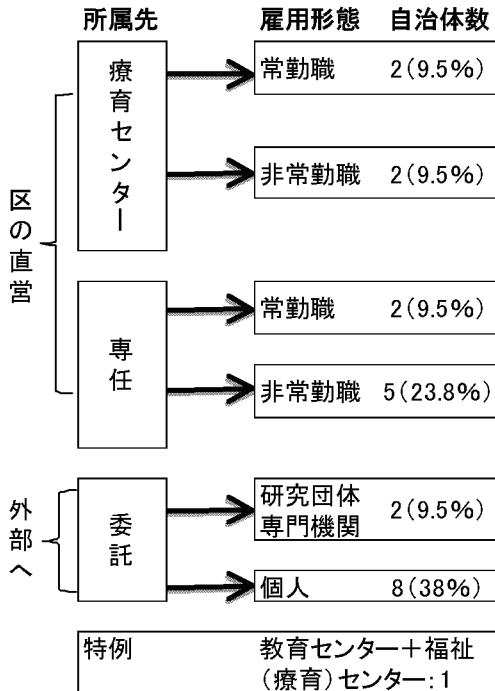 所属先 雇用形態 自治体数
区の直営
療育センター
常勤職 2(9.5%)
非常勤職 2(9.5%)
専任
常勤職 2(9.5%)
非常勤職 5(23.8%)
外部へ
委託
研究団体
専門機関 2(9.5%)
個人 8(38%)
特例 教育センター+福祉
(療育)センター:1